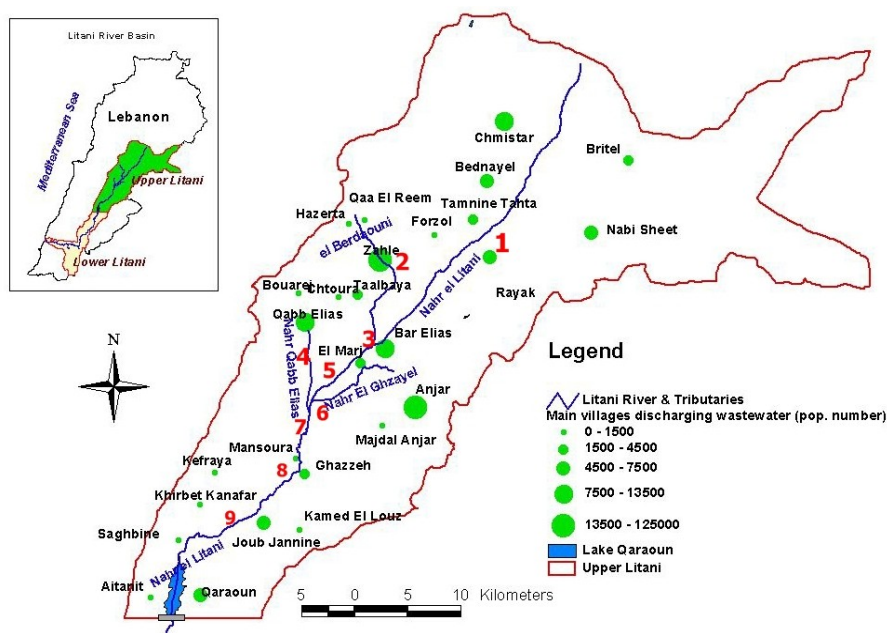 Litani River Basin
Lebanon
Mediterranean Sea
Upper Litani
Lower Litani
N
Chmistar
Britel
Bednayel
Qaa El Reem
Tamnine Tahta
Hazerta
Forzol
Nabi Sheet
el Berdaouni
1
Zahle
2
Nahr el Litani
Bouarej
Chtoura
Taalbaya
Rayak
Qabb Elias
3
Bar Elias
Nahr Qabb Elias
4
El Marj
5
Nahr El Ghzayel
Anjar
6
7
Majdal Anjar
Mansoura
8
Ghazzeh
Kefraya
Khirbet Kanafar
9
Kamed El Louz
Saghbine
Joub Jannine
Nahr el Litani
Aitanit
Qaraoun
5 0 5 10 Kilometers
Legend
Litani River & Tributaries
Main villages discharging wastewater (pop. number)
0 - 1500
1500 - 4500
4500 - 7500
7500 - 13500
13500 - 125000
Lake Qaraoun
Upper Litani